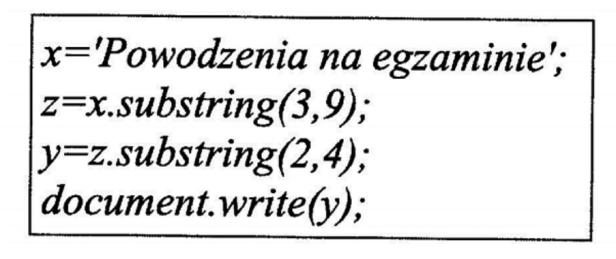 x='Powodzenia na egzaminie';
z=x.substring(3,9);
y=z.substring(2,4);
document.write(y);